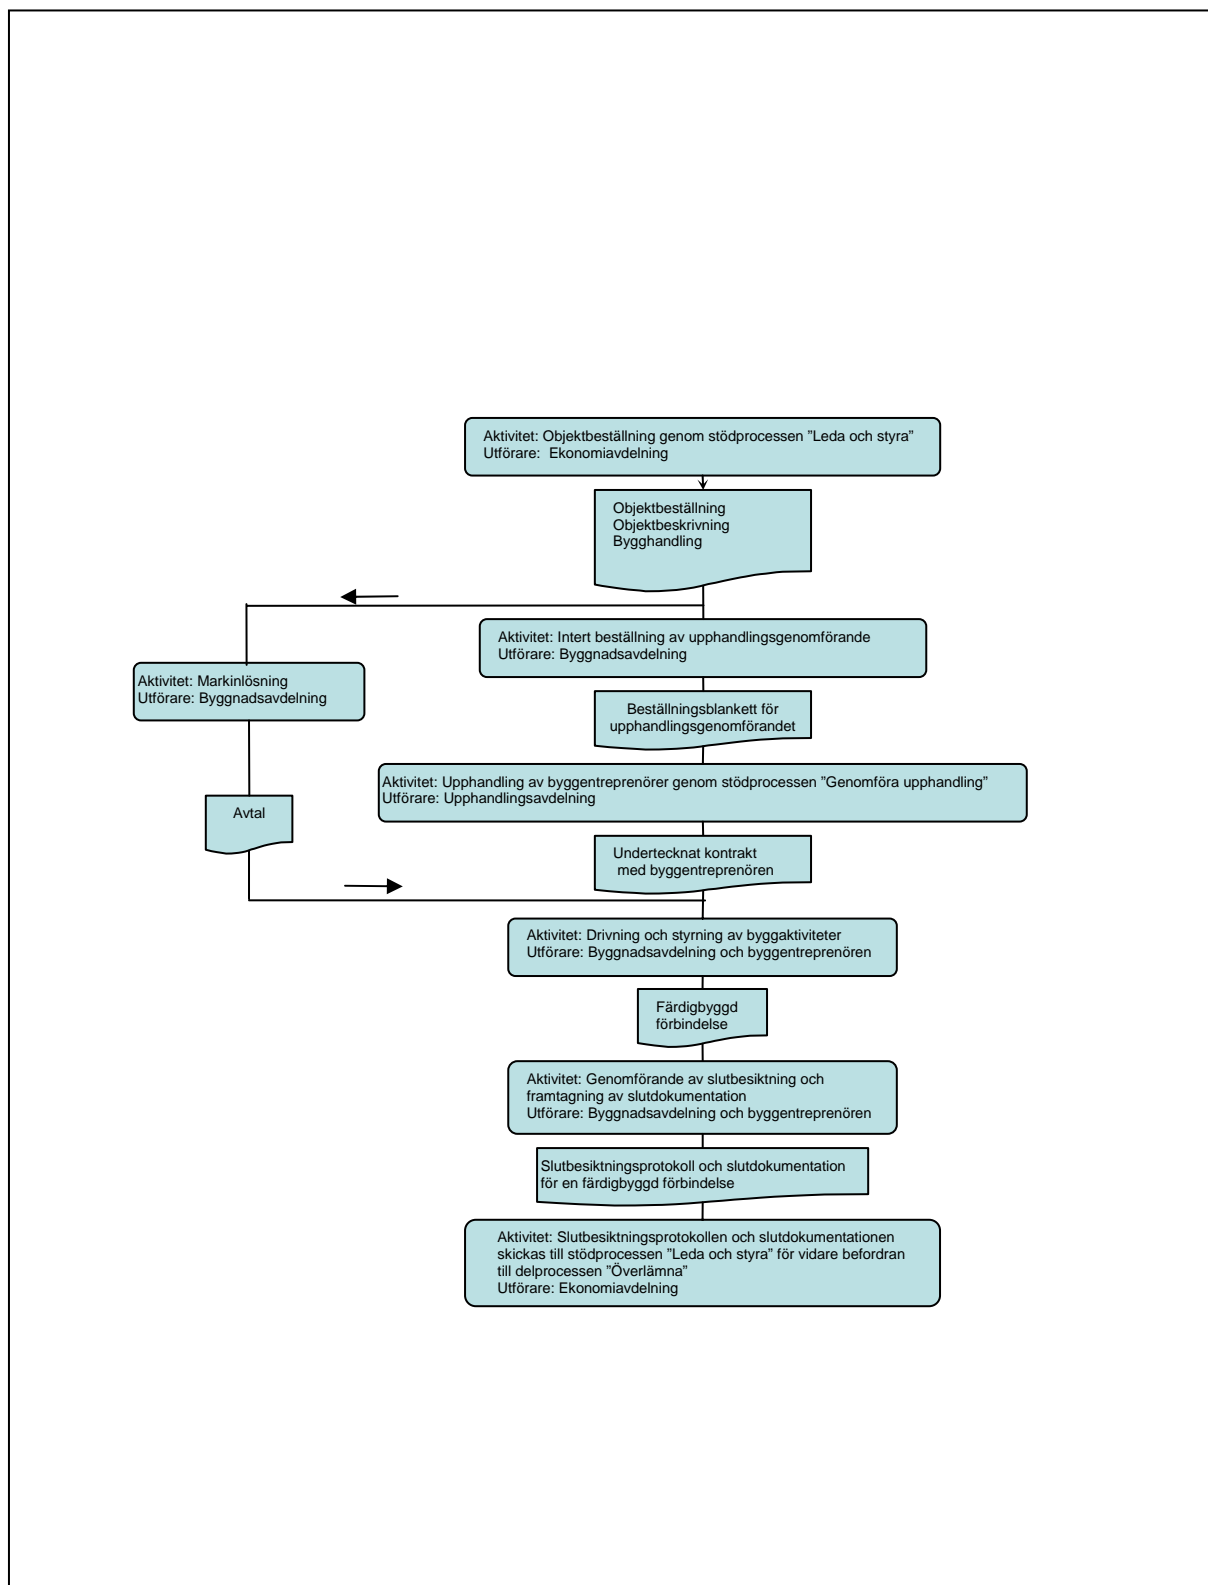 Aktivitet: Objektbeställning genom stödprocessen ”Leda och styra”
Utförare:  Ekonomiavdelning
Objektbeställning
Objektbeskrivning
Bygghandling
Aktivitet: Intert beställning av upphandlingsgenomförande
Utförare: Byggnadsavdelning
Aktivitet: Markinlösning
Utförare: Byggnadsavdelning
Beställningsblankett för
upphandlingsgenomförandet
Aktivitet: Upphandling av byggentreprenörer genom stödprocessen ”Genomföra upphandling”
Utförare: Upphandlingsavdelning
Avtal
Undertecknat kontrakt
med byggentreprenören
Aktivitet: Drivning och styrning av byggaktiviteter
Utförare: Byggnadsavdelning och byggentreprenören
Färdigbyggd
förbindelse
Aktivitet: Genomförande av slutbesiktning och
framtagning av slutdokumentation
Utförare: Byggnadsavdelning och byggentreprenören
Slutbesiktningsprotokoll och slutdokumentation
för en färdigbyggd förbindelse
Aktivitet: Slutbesiktningsprotokollen och slutdokumentationen
skickas till stödprocessen ”Leda och styra” för vidare befordran
till delprocessen ”Överlämna”
Utförare: Ekonomiavdelning